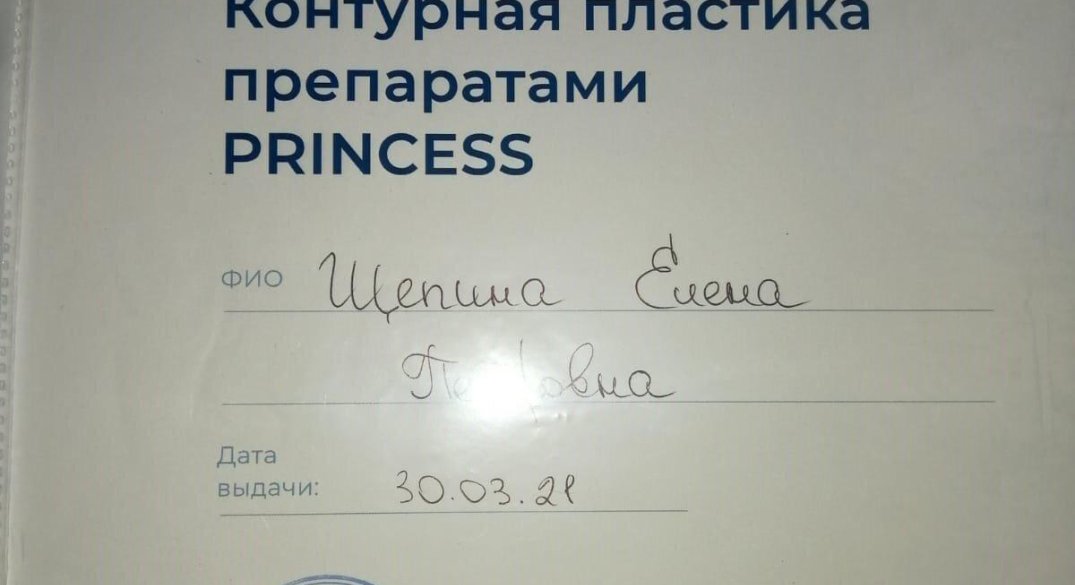 Контурная пластика
препаратами
PRINCESS
ФИО Щепина Елена
Дата
выдачи: 30.03.21